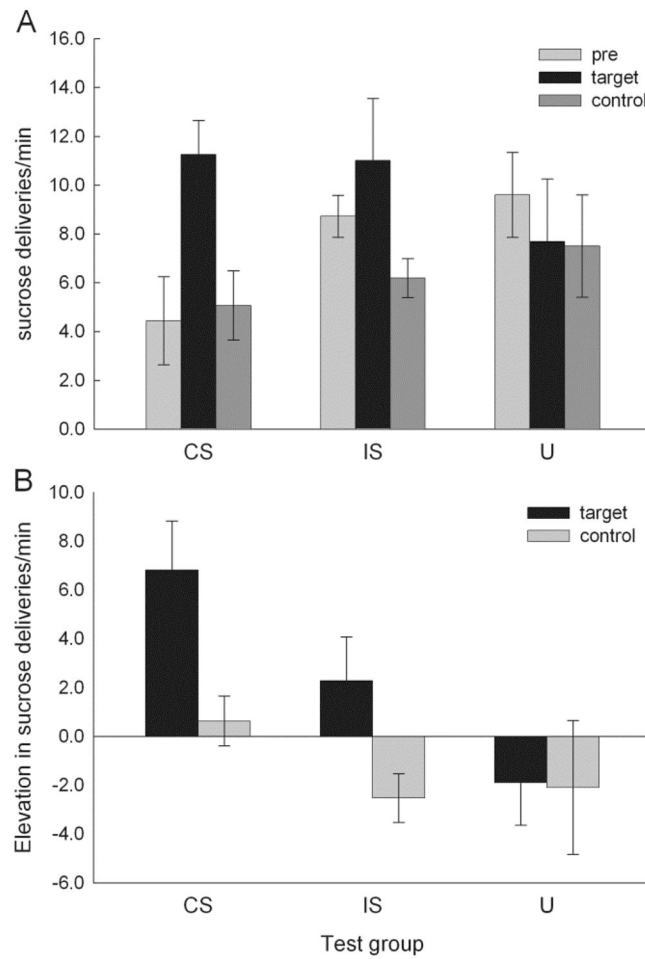 A
16.0
14.0
12.0
10.0
8.0
6.0
4.0
2.0
0.0
sucrose deliveries/min
pre
target
control
CS IS U
B
10.0
8.0
6.0
4.0
2.0
0.0
-2.0
-4.0
-6.0
Elevation in sucrose deliveries/min
target
control
CS IS U
Test group